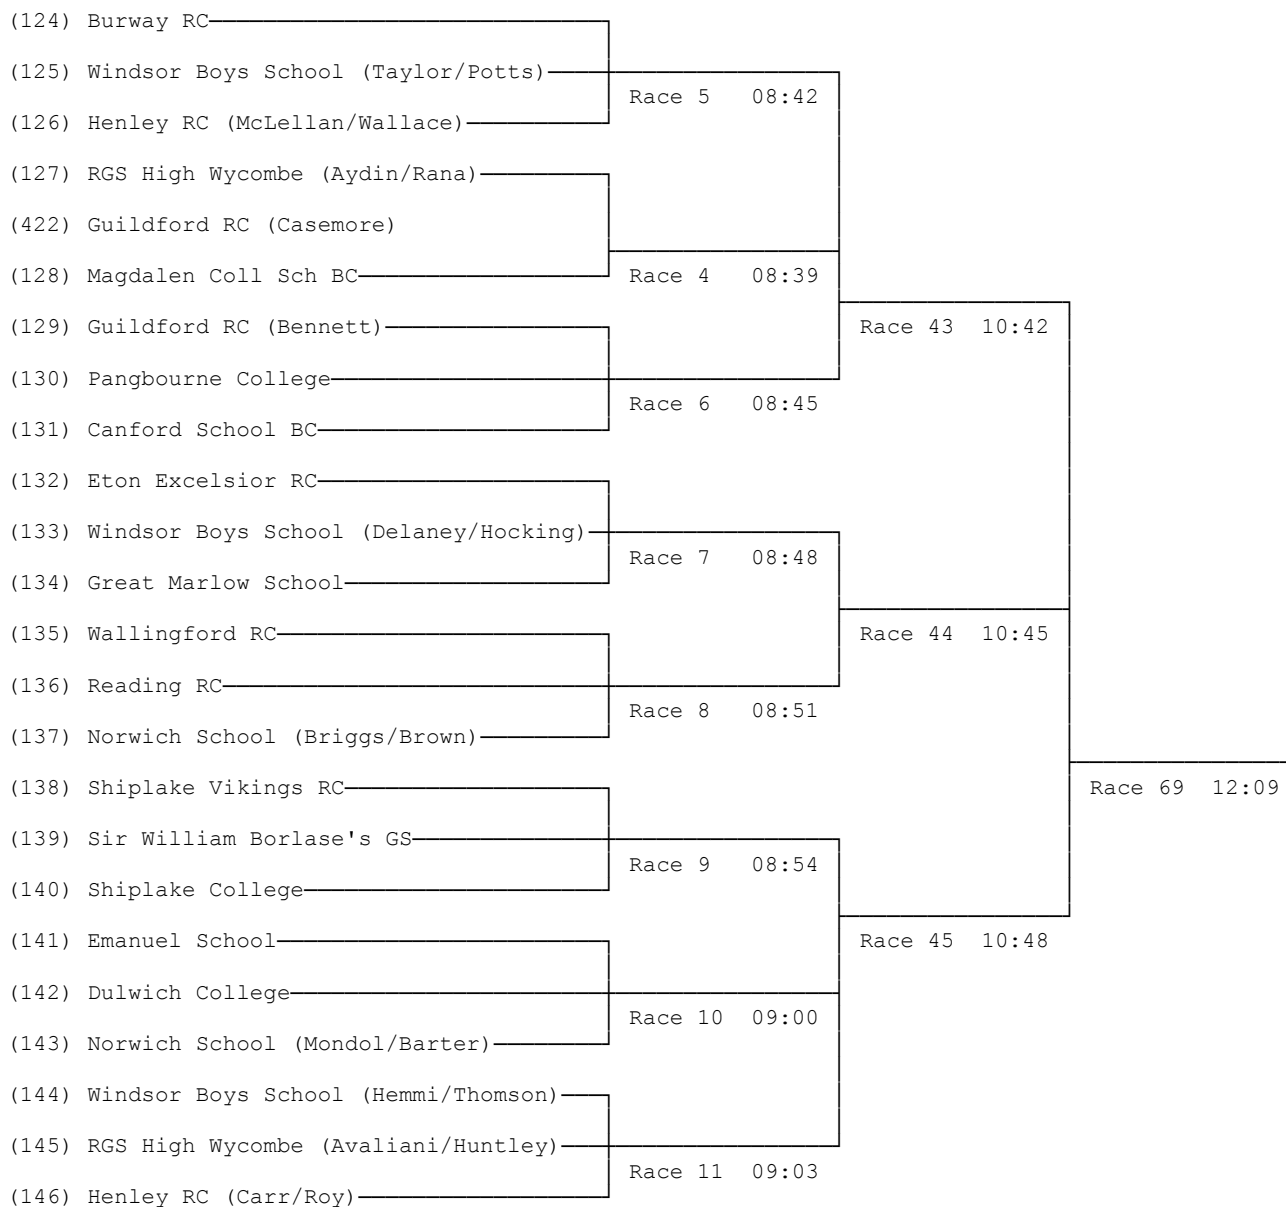 (124) Burway RC
(125) Windsor Boys School (Taylor/Potts)
Race 5 08:42
(126) Henley RC (McLellan/Wallace)
(127) RGS High Wycombe (Aydin/Rana)
(422) Guildford RC (Casemore)
(128) Magdalen Coll Sch BC
Race 4 08:39
(129) Guildford RC (Bennett)
Race 43 10:42
(130) Pangbourne College
Race 6 08:45
(131) Canford School BC
(132) Eton Excelsior RC
(133) Windsor Boys School (Delaney/Hocking)
Race 7 08:48
(134) Great Marlow School
(135) Wallingford RC
Race 44 10:45
(136) Reading RC
Race 8 08:51
(137) Norwich School (Briggs/Brown)
(138) Shiplake Vikings RC
Race 69 12:09
(139) Sir William Borlase's GS
Race 9 08:54
(140) Shiplake College
(141) Emanuel School
Race 45 10:48
(142) Dulwich College
Race 10 09:00
(143) Norwich School (Mondol/Barter)
(144) Windsor Boys School (Hemmi/Thomson)
(145) RGS High Wycombe (Avaliani/Huntley)
Race 11 09:03
(146) Henley RC (Carr/Roy)